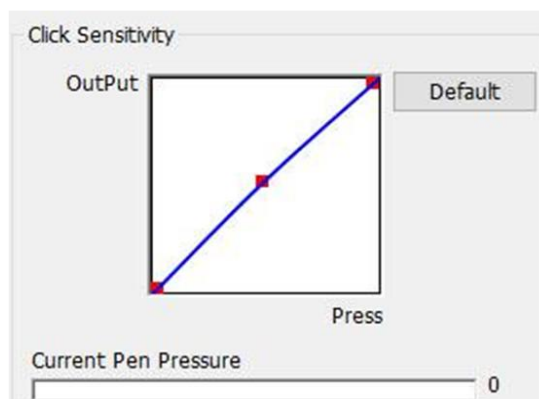 Click Sensitivity
OutPut
Default
Press
Current Pen Pressure
0